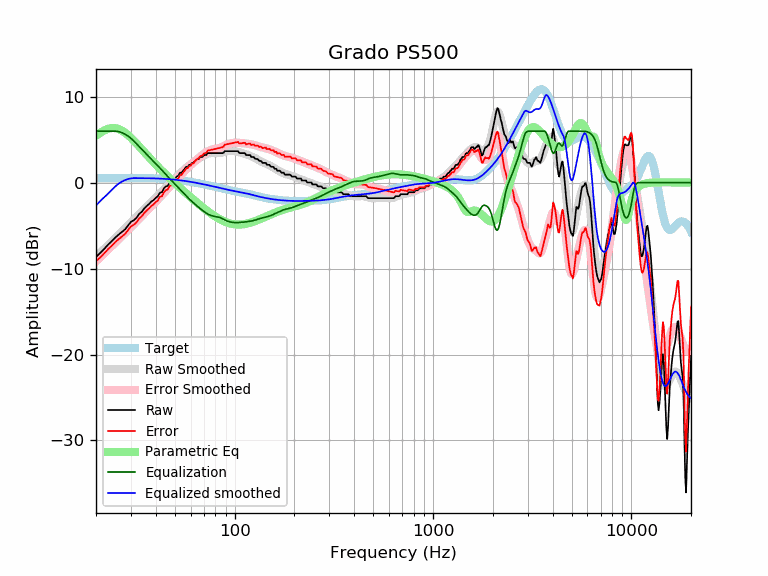 Grado PS500
Amplitude (dBr)
10
0
−10
−20
−30
Target
Raw Smoothed
Error Smoothed
Raw
Error
Parametric Eq
Equalization
Equalized smoothed
100
1000
10000
Frequency (Hz)